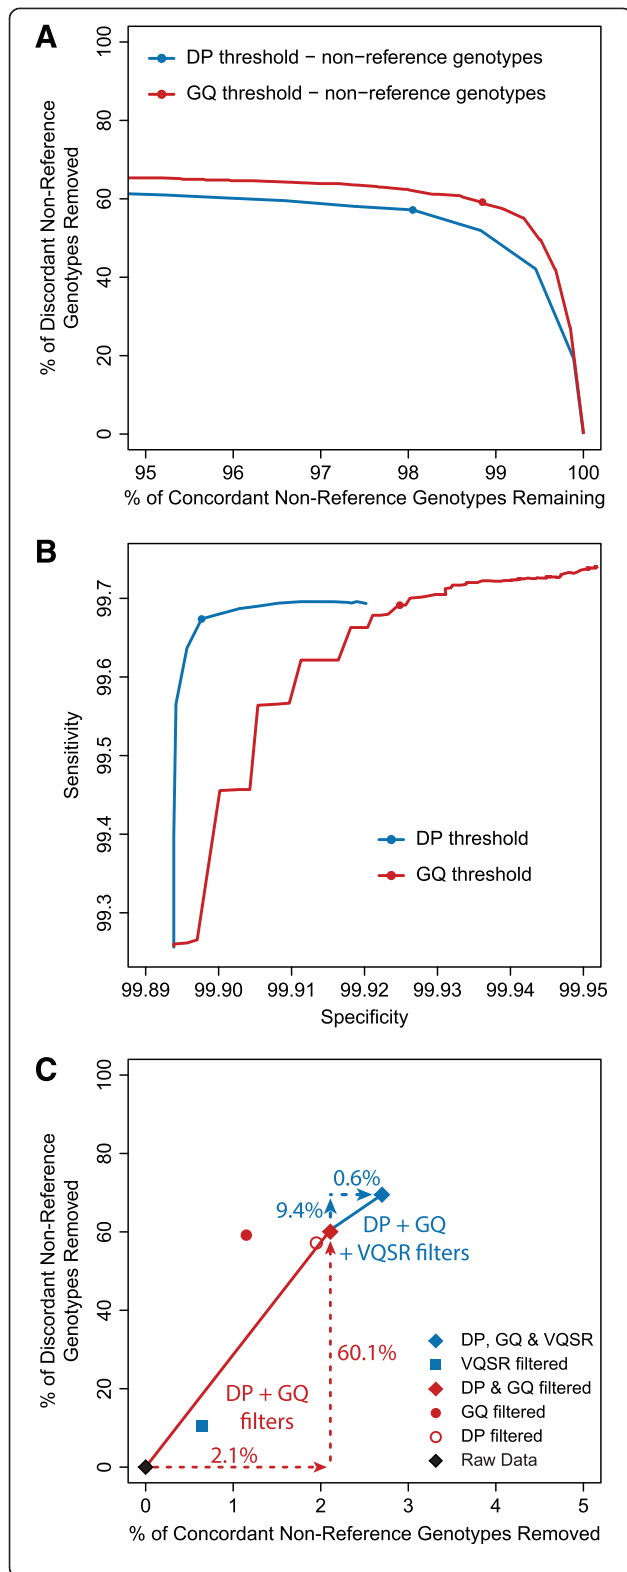 A
100
80
60
40
20
0
% of Discordant Non-Reference
Genotypes Removed
DP threshold − non−reference genotypes
GQ threshold − non−reference genotypes
95 96 97 98 99 100
% of Concordant Non-Reference Genotypes Remaining
B
99.7
99.6
99.5
99.4
99.3
Sensitivity
DP threshold
GQ threshold
99.89 99.90 99.91 99.92 99.93 99.94 99.95
Specificity
C
100
80
60
40
20
0
% of Discordant Non-Reference
Genotypes Removed
0.6%
9.4%
DP + GQ
+ VQSR filters
60.1%
DP + GQ
filters
2.1%
DP, GQ & VQSR
VQSR filtered
DP & GQ filtered
GQ filtered
DP filtered
Raw Data
0 1 2 3 4 5
% of Concordant Non-Reference Genotypes Removed